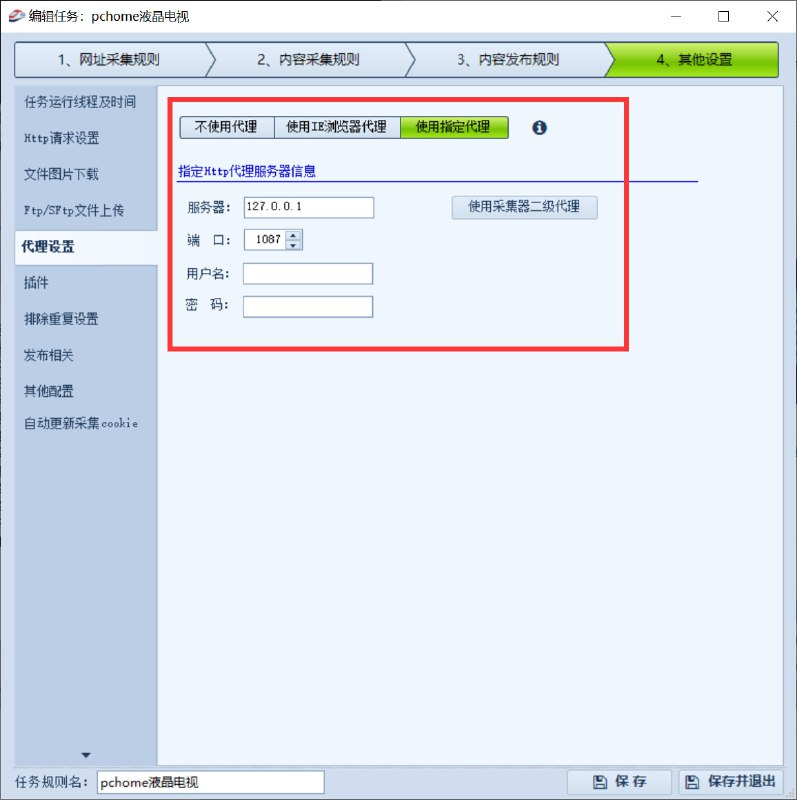 编辑任务：pchome液晶电视
1、网址采集规则
2、内容采集规则
3、内容发布规则
4、其他设置
任务运行线程及时间
Http请求设置
文件图片下载
Ftp/SFtp文件上传
代理设置
插件
排除重复设置
发布相关
其他配置
自动更新采集cookie
不使用代理
使用IE浏览器代理
使用指定代理
指定Http代理服务器信息
服务器： 127.0.0.1
使用采集器二级代理
端 口： 1087
用户名：
密 码：
任务规则名： pchome液晶电视
保 存
保存并退出